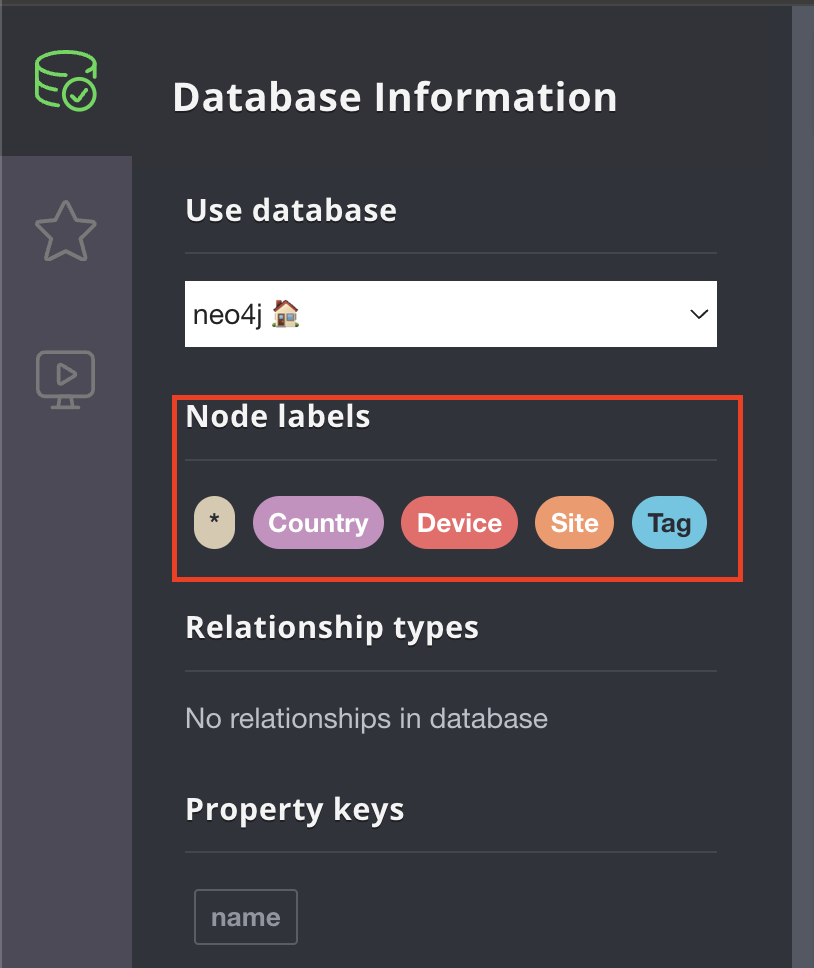 Database Information
Use database
neo4j 🏠
Node labels
* Country Device Site Tag
Relationship types
No relationships in database
Property keys
name